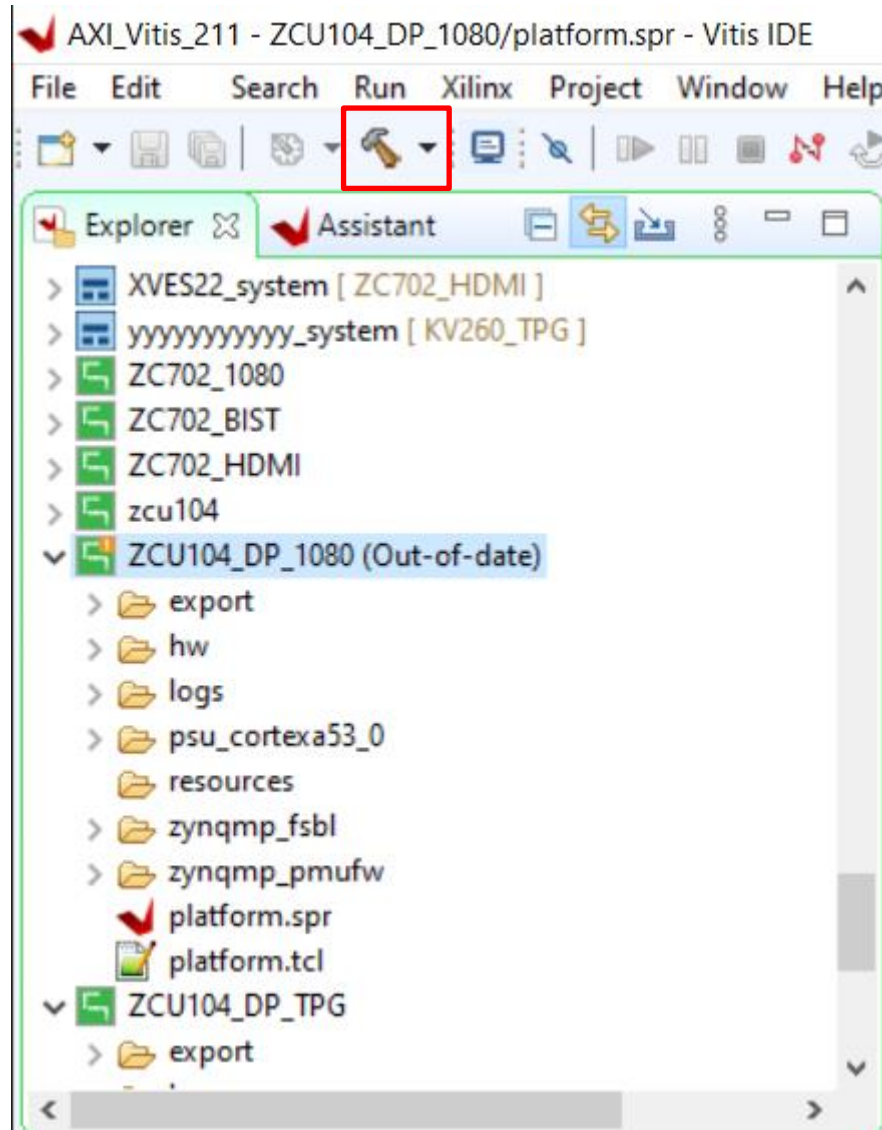 AXI_Vitis_211 - ZCU104_DP_1080/platform.spr - Vitis IDE
File Edit Search Run Xilinx Project Window Help
Explorer Assistant
XVES22_system [ ZC702_HDMI ]
yyyyyyyyyyy_system [ KV260_TPG ]
ZC702_1080
ZC702_BIST
ZC702_HDMI
zcu104
ZCU104_DP_1080 (Out-of-date)
export
hw
logs
psu_cortexa53_0
resources
zynqmp_fsbl
zynqmp_pmufw
platform.spr
platform.tcl
ZCU104_DP_TPG
export